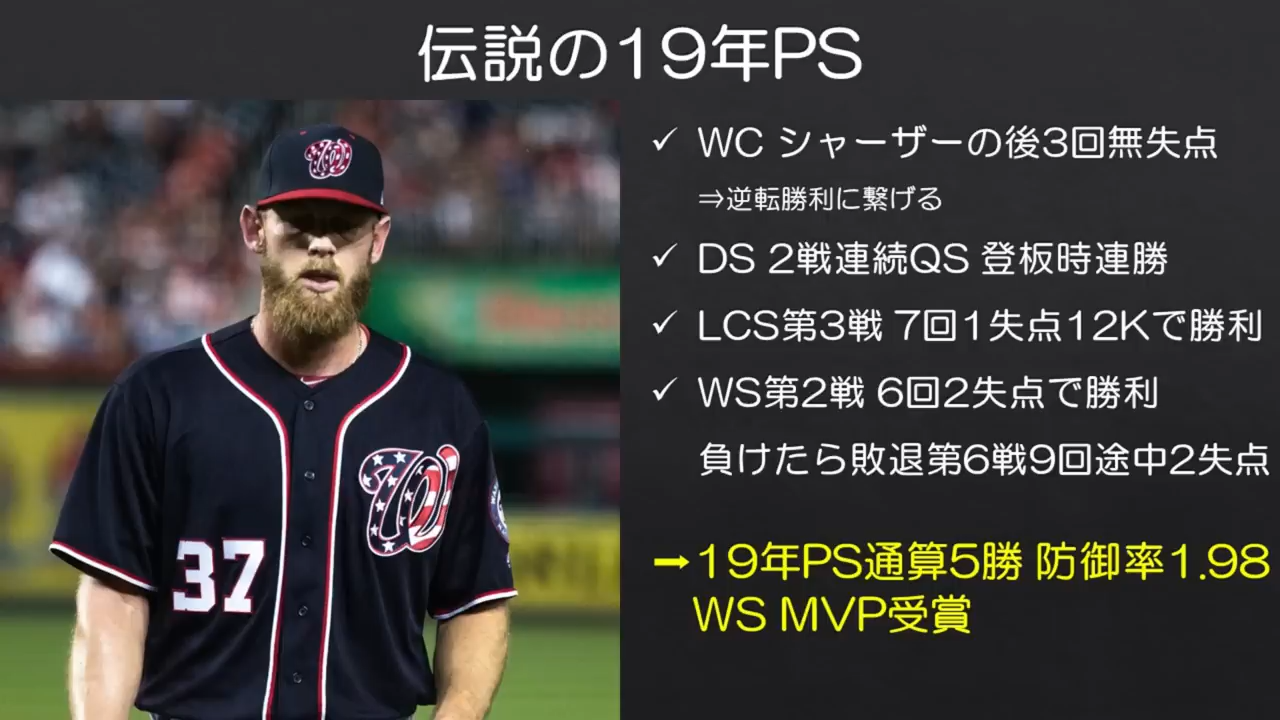 伝説の19年PS
✓ WC シャーザーの後3回無失点
⇒逆転勝利に繋げる
✓ DS 2戦連続QS 登板時連勝
✓ LCS第3戦 7回1失点12Kで勝利
✓ WS第2戦 6回2失点で勝利
負けたら敗退第6戦9回途中2失点
➡19年PS通算5勝 防御率1.98
WS MVP受賞
W
W
37